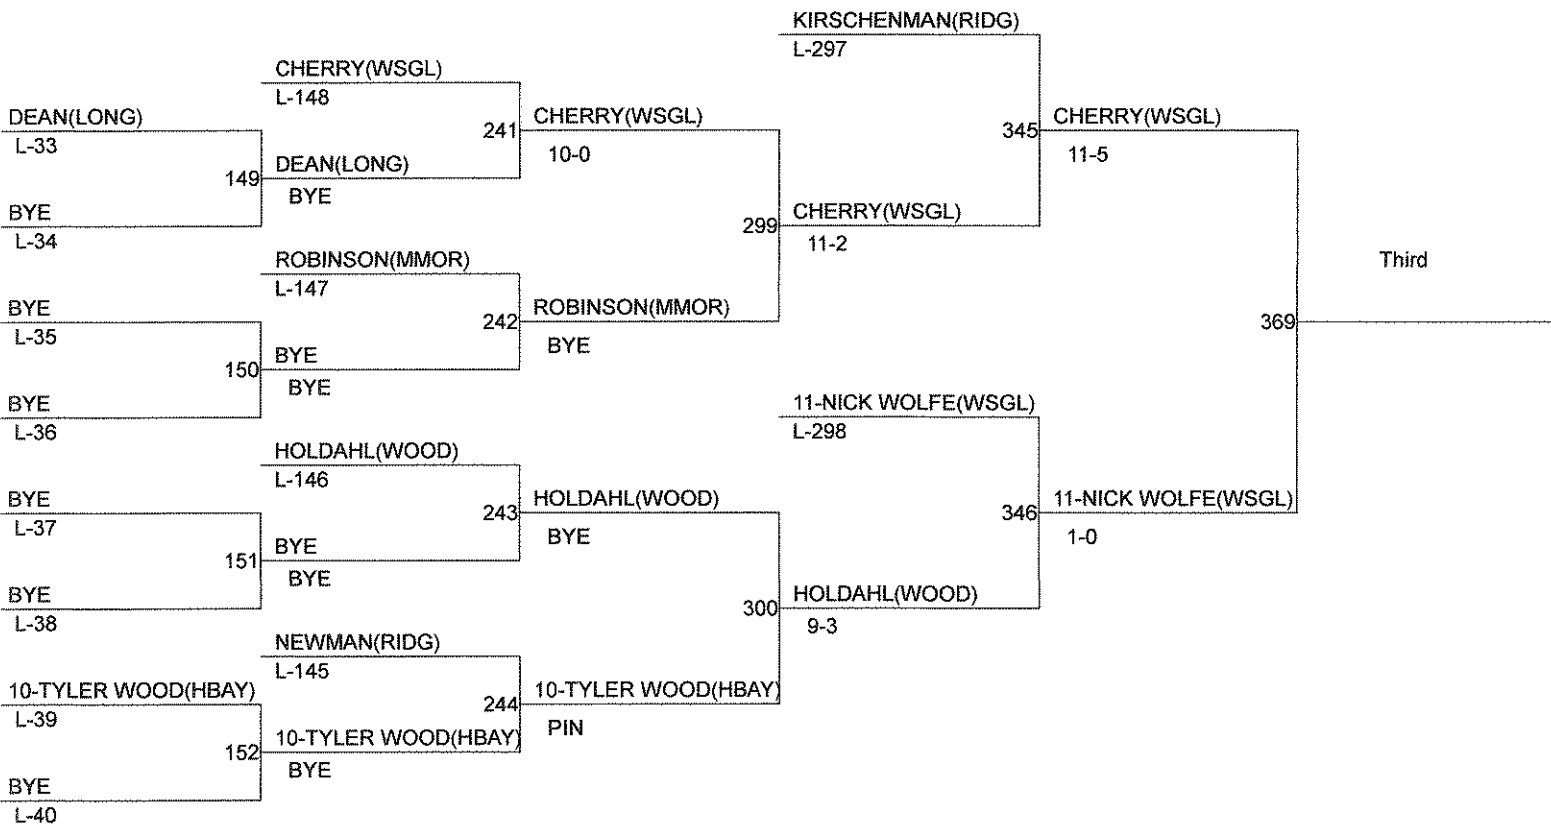 KIRSCHENMAN(RIDG)
L-297
CHERRY(WSGL)
L-148
DEAN(LONG)
L-33
241
CHERRY(WSGL)
10-0
345
CHERRY(WSGL)
11-5
149
DEAN(LONG)
BYE
BYE
L-34
299
CHERRY(WSGL)
11-2
ROBINSON(MMOR)
L-147
Third
BYE
L-35
242
ROBINSON(MMOR)
BYE
369
150
BYE
BYE
BYE
L-36
11-NICK WOLFE(WSGL)
L-298
HOLDAHL(WOOD)
L-146
BYE
L-37
243
HOLDAHL(WOOD)
BYE
346
11-NICK WOLFE(WSGL)
1-0
151
BYE
BYE
BYE
L-38
300
HOLDAHL(WOOD)
9-3
NEWMAN(RIDG)
L-145
10-TYLER WOOD(HBAY)
L-39
244
10-TYLER WOOD(HBAY)
PIN
152
10-TYLER WOOD(HBAY)
BYE
BYE
L-40